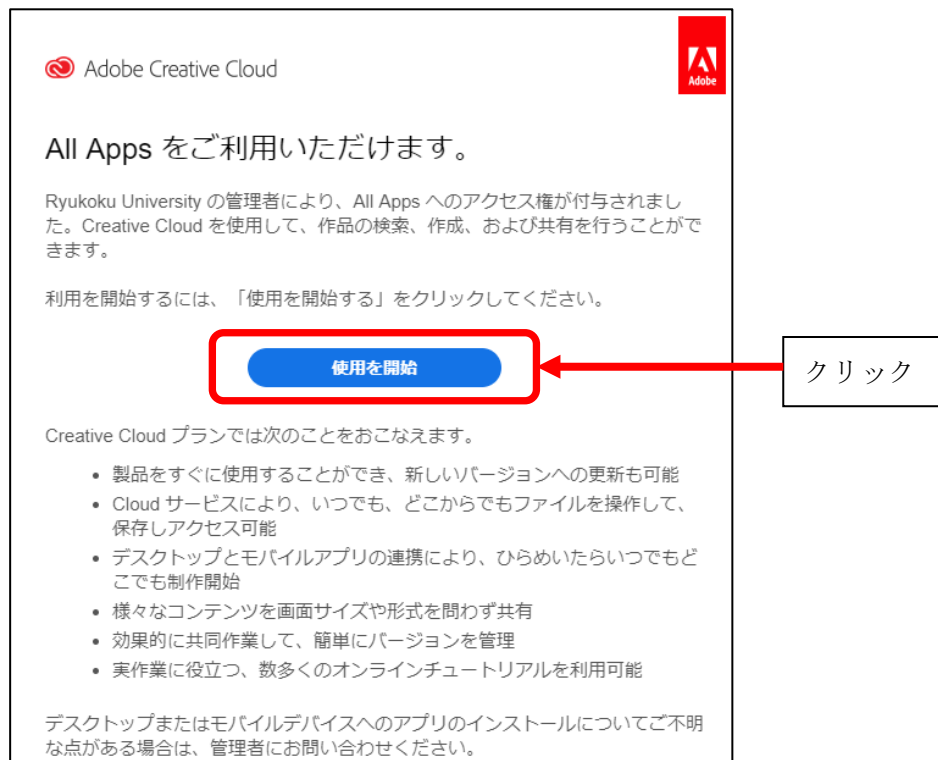 Adobe Creative Cloud
Adobe
All Apps をご利用いただけます。
Ryukoku University の管理者により、All Apps へのアクセス権が付与されまし
た。Creative Cloud を使用して、作品の検索、作成、および共有を行うことがで
きます。
利用を開始するには、「使用を開始する」をクリックしてください。
使用を開始
クリック
Creative Cloud プランでは次のことをおこなえます。
• 製品をすぐに使用することができ、新しいバージョンへの更新も可能
• Cloud サービスにより、いつでも、どこからでもファイルを操作して、
保存しアクセス可能
• デスクトップとモバイルアプリの連携により、ひらめいたらいつでもど
こでも制作開始
• 様々なコンテンツを画面サイズや形式を問わず共有
• 効果的に共同作業して、簡単にバージョンを管理
• 実作業に役立つ、数多くのオンラインチュートリアルを利用可能
デスクトップまたはモバイルデバイスへのアプリのインストールについてご不明
な点がある場合は、管理者にお問い合わせください。